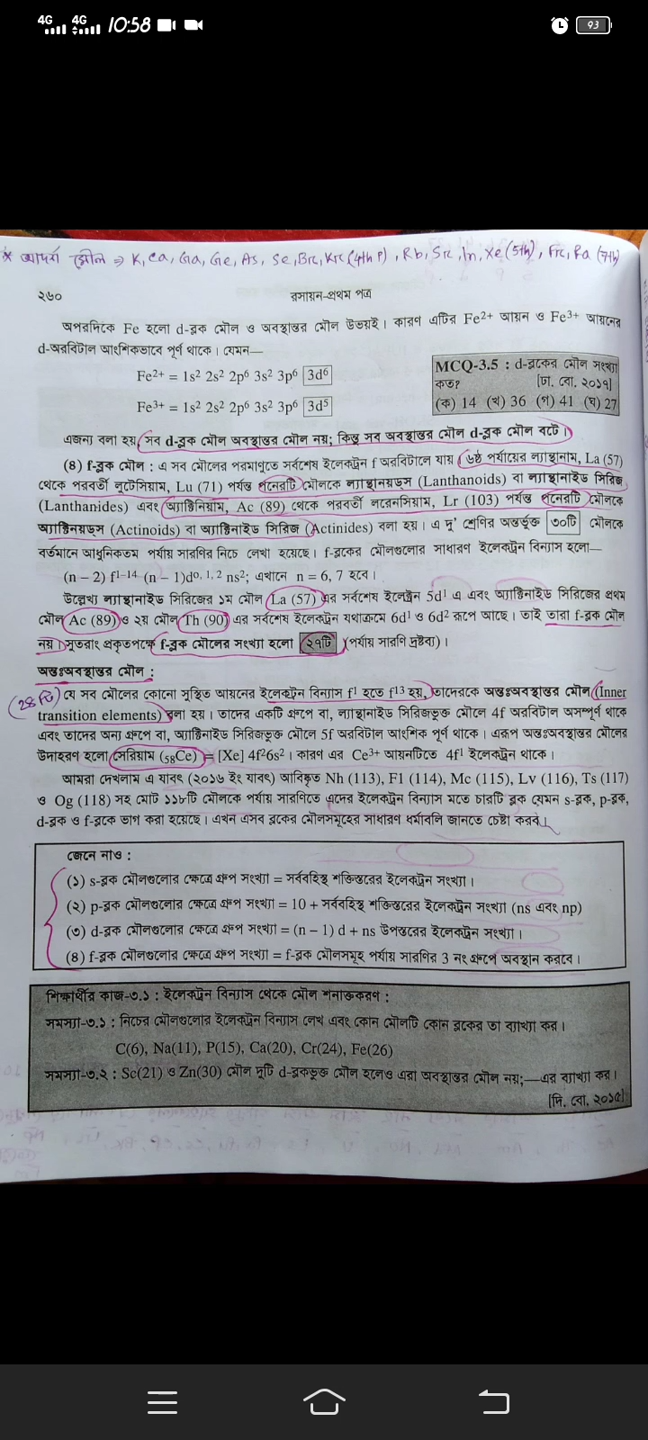 4G 4G 10:58 93
* আদর্শ মৌল ⇒ K, Ca, Ga, Ge, As, Se, Br, Kr (4th P), Rb, Sr, In, Xe (5th), Fr, Ra (7th)
২৬০ রসায়ন-প্রথম পত্র
অপরদিকে Fe হলো d-ব্লক মৌল ও অবস্থান্তর মৌল উভয়ই। কারণ এটির Fe²⁺ আয়ন ও Fe³⁺ আয়নের
d-অরবিটাল আংশিকভাবে পূর্ণ থাকে। যেমন—
Fe²⁺ = 1s² 2s² 2p⁶ 3s² 3p⁶ 3d⁶
Fe³⁺ = 1s² 2s² 2p⁶ 3s² 3p⁶ 3d⁵
MCQ-3.5 : d-ব্লকের মৌল সংখ্যা
কত? [ঢা. বো. ২০১৭]
(ক) 14 (খ) 36 (গ) 41 (ঘ) 27
এজন্য বলা হয়, সব d-ব্লক মৌল অবস্থান্তর মৌল নয়; কিন্তু সব অবস্থান্তর মৌল d-ব্লক মৌল বটে।
(৪) f-ব্লক মৌল : এ সব মৌলের পরমাণুতে সর্বশেষ ইলেকট্রন f অরবিটালে যায়। ৬ষ্ঠ পর্যায়ের ল্যান্থানাম, La (57)
থেকে পরবর্তী লুটেসিয়াম, Lu (71) পর্যন্ত পনেরটি মৌলকে ল্যান্থানয়ড্স (Lanthanoids) বা ল্যান্থানাইড সিরিজ
(Lanthanides) এবং অ্যাক্টিনিয়াম, Ac (89) থেকে পরবর্তী লরেনসিয়াম, Lr (103) পর্যন্ত পনেরটি মৌলকে
অ্যাক্টিনয়ড্স (Actinoids) বা অ্যাক্টিনাইড সিরিজ (Actinides) বলা হয়। এ দু' শ্রেণির অন্তর্ভুক্ত ৩০টি মৌলকে
বর্তমানে আধুনিকতম পর্যায় সারণির নিচে লেখা হয়েছে। f-ব্লকের মৌলগুলোর সাধারণ ইলেকট্রন বিন্যাস হলো—
(n – 2) f¹⁻¹⁴ (n – 1)d⁰, ¹, ² ns²; এখানে n = 6, 7 হবে।
উল্লেখ্য ল্যান্থানাইড সিরিজের ১ম মৌল La (57) এর সর্বশেষ ইলেক্ট্রন 5d¹ এ এবং অ্যাক্টিনাইড সিরিজের প্রথম
মৌল Ac (89) ও ২য় মৌল Th (90) এর সর্বশেষ ইলেকট্রন যথাক্রমে 6d¹ ও 6d² রূপে আছে। তাই তারা f-ব্লক মৌল
নয়। সুতরাং প্রকৃতপক্ষে f-ব্লক মৌলের সংখ্যা হলো ২৭টি (পর্যায় সারণি দ্রষ্টব্য)।
অন্তঃঅবস্থান্তর মৌল :
(28 টি) যে সব মৌলের কোনো সুস্থিত আয়নের ইলেকট্রন বিন্যাস f¹ হতে f¹³ হয়, তাদেরকে অন্তঃঅবস্থান্তর মৌল (Inner
transition elements) বলা হয়। তাদের একটি গ্রুপে বা, ল্যান্থানাইড সিরিজভুক্ত মৌলে 4f অরবিটাল অসম্পূর্ণ থাকে
এবং তাদের অন্য গ্রুপে বা, অ্যাক্টিনাইড সিরিজভুক্ত মৌলে 5f অরবিটাল আংশিক পূর্ণ থাকে। এরূপ অন্তঃঅবস্থান্তর মৌলের
উদাহরণ হলো সেরিয়াম (₅₈Ce) = [Xe] 4f²6s²। কারণ এর Ce³⁺ আয়নটিতে 4f¹ ইলেকট্রন থাকে।
আমরা দেখলাম এ যাবৎ (২০১৬ ইং যাবৎ) আবিষ্কৃত Nh (113), Fl (114), Mc (115), Lv (116), Ts (117)
ও Og (118) সহ মোট ১১৮টি মৌলকে পর্যায় সারণিতে এদের ইলেকট্রন বিন্যাস মতে চারটি ব্লক যেমন s-ব্লক, p-ব্লক,
d-ব্লক ও f-ব্লকে ভাগ করা হয়েছে। এখন এসব ব্লকের মৌলসমূহের সাধারণ ধর্মাবলি জানতে চেষ্টা করব।
জেনে নাও :
(১) s-ব্লক মৌলগুলোর ক্ষেত্রে গ্রুপ সংখ্যা = সর্ববহিস্থ শক্তিস্তরের ইলেকট্রন সংখ্যা।
(২) p-ব্লক মৌলগুলোর ক্ষেত্রে গ্রুপ সংখ্যা = 10 + সর্ববহিস্থ শক্তিস্তরের ইলেকট্রন সংখ্যা (ns এবং np)
(৩) d-ব্লক মৌলগুলোর ক্ষেত্রে গ্রুপ সংখ্যা = (n – 1) d + ns উপস্তরের ইলেকট্রন সংখ্যা।
(৪) f-ব্লক মৌলগুলোর ক্ষেত্রে গ্রুপ সংখ্যা = f-ব্লক মৌলসমূহ পর্যায় সারণির 3 নং গ্রুপে অবস্থান করবে।
শিক্ষার্থীর কাজ-৩.১ : ইলেকট্রন বিন্যাস থেকে মৌল শনাক্তকরণ :
সমস্যা-৩.১ : নিচের মৌলগুলোর ইলেকট্রন বিন্যাস লেখ এবং কোন মৌলটি কোন ব্লকের তা ব্যাখ্যা কর।
C(6), Na(11), P(15), Ca(20), Cr(24), Fe(26)
সমস্যা-৩.২ : Sc(21) ও Zn(30) মৌল দুটি d-ব্লকভুক্ত মৌল হলেও এরা অবস্থান্তর মৌল নয়;—এর ব্যাখ্যা কর।
[দি. বো. ২০১৫]